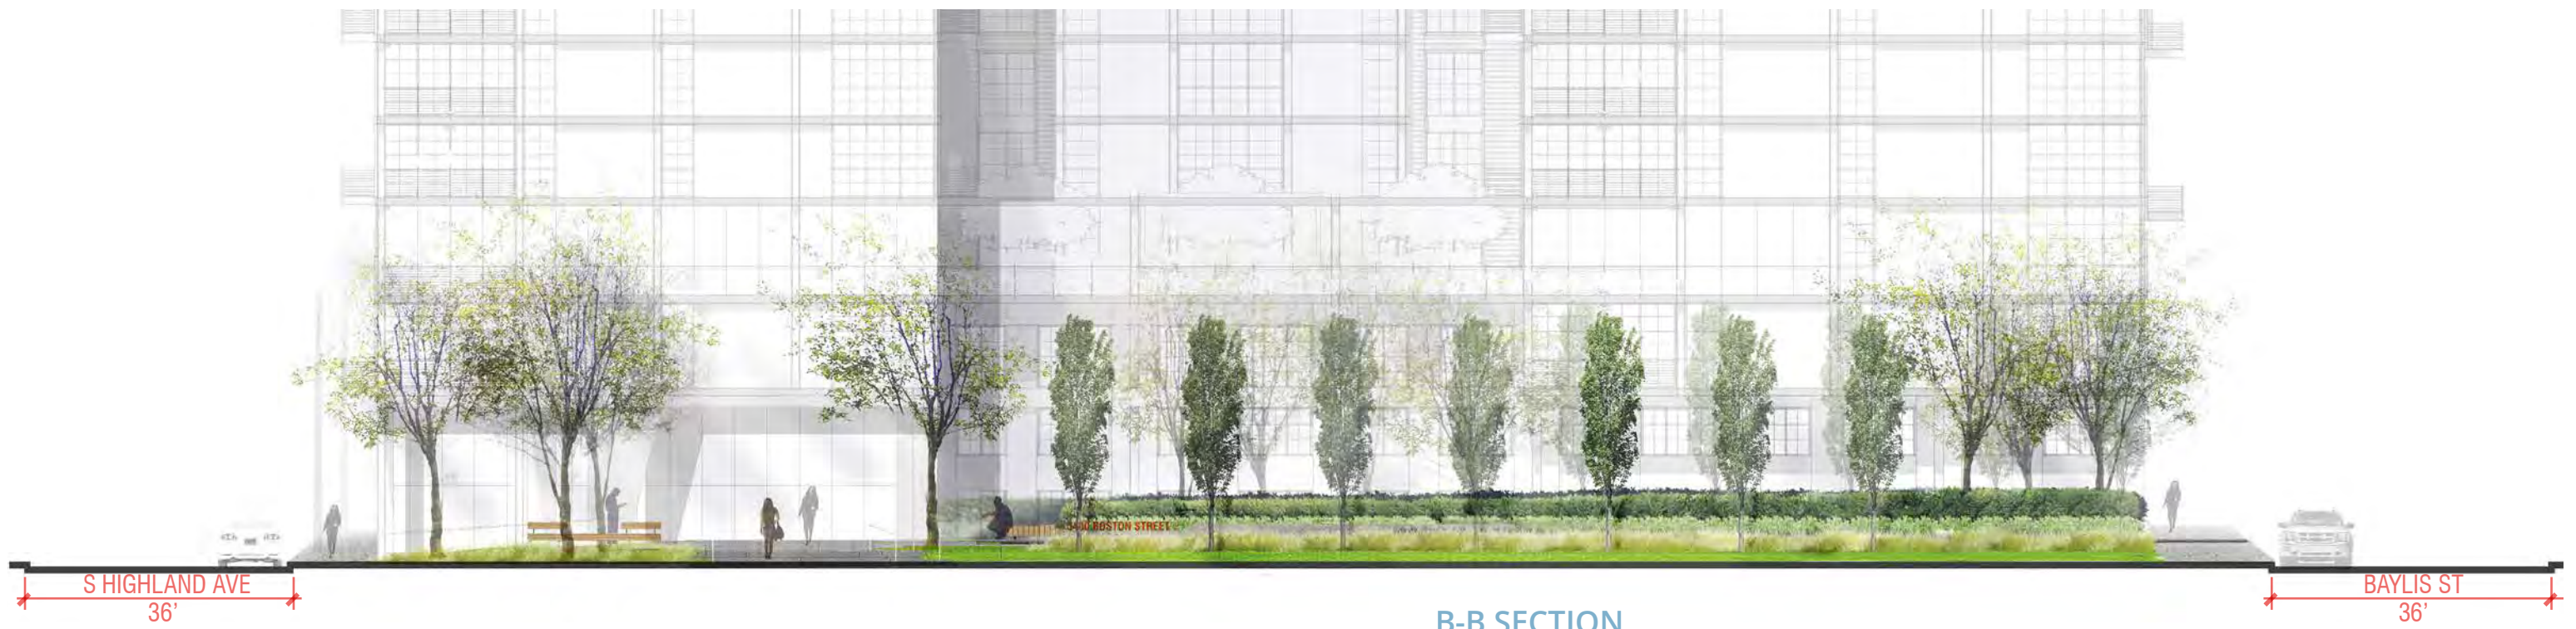 BOSTON STREET
S HIGHLAND AVE
36'
BAYLIS ST
36'
B-B SECTION